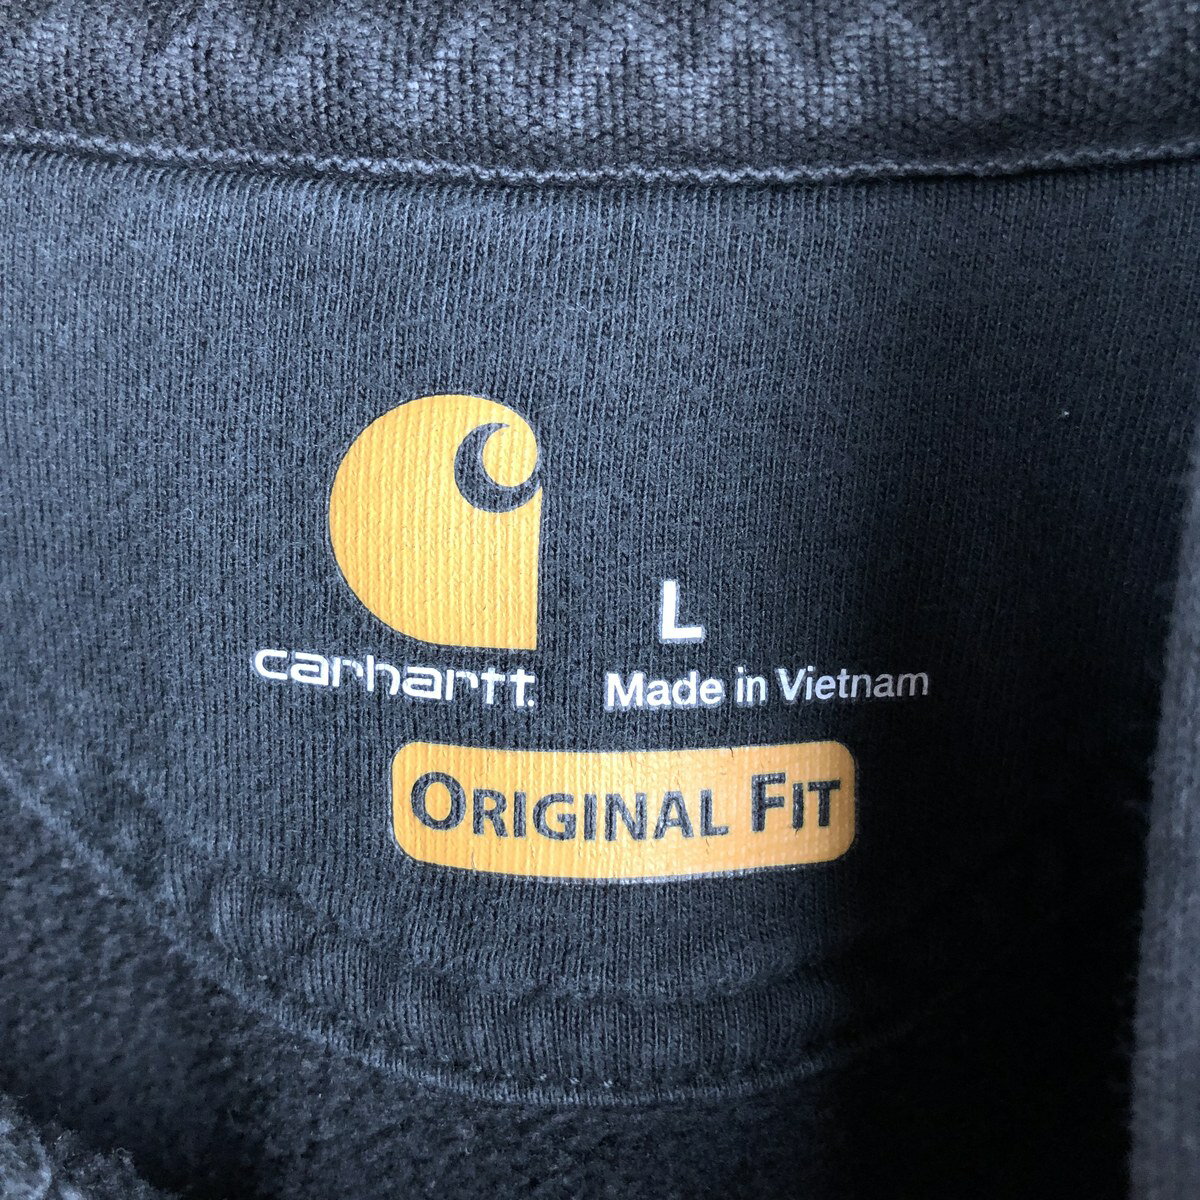 L
carhartt.
Made in Vietnam
ORIGINAL FIT